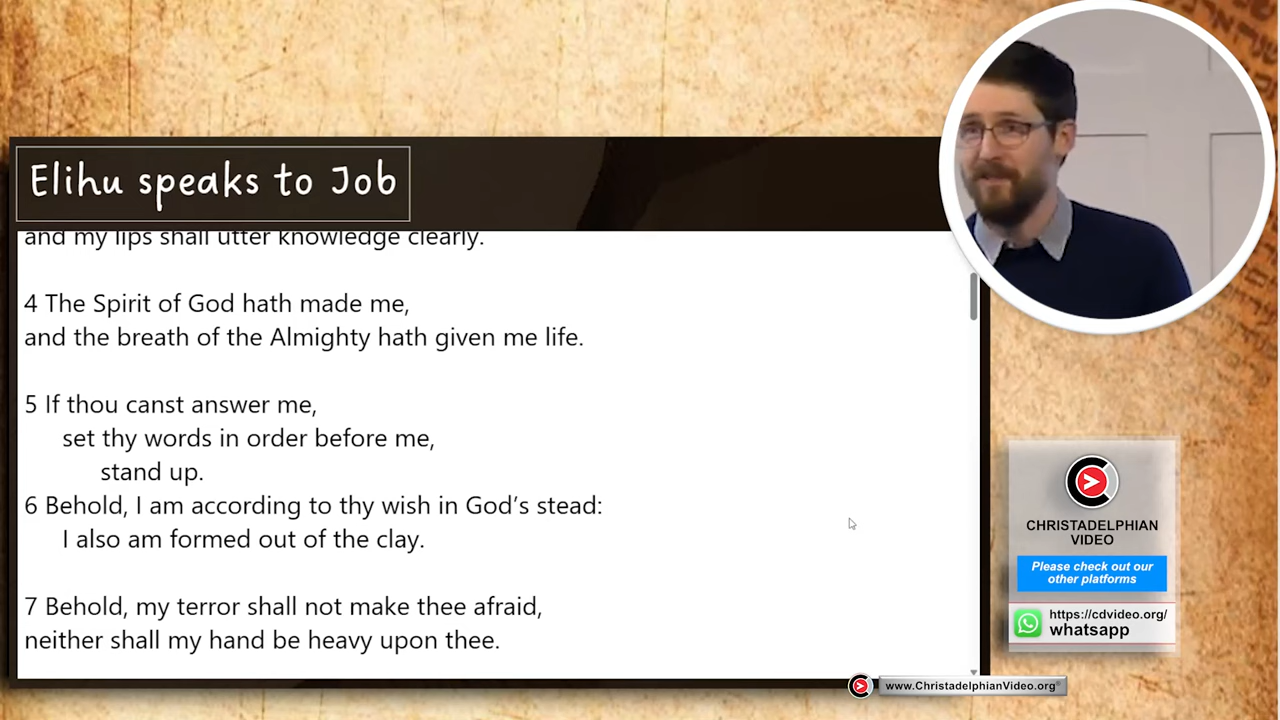 Elihu speaks to Job
and my lips shall utter knowledge clearly.
4 The Spirit of God hath made me,
and the breath of the Almighty hath given me life.
5 If thou canst answer me,
set thy words in order before me,
stand up.
6 Behold, I am according to thy wish in God’s stead:
I also am formed out of the clay.
7 Behold, my terror shall not make thee afraid,
neither shall my hand be heavy upon thee.
CHRISTADELPHIAN
VIDEO
Please check out our
other platforms
https://cdvideo.org/
whatsapp
www.ChristadelphianVideo.org